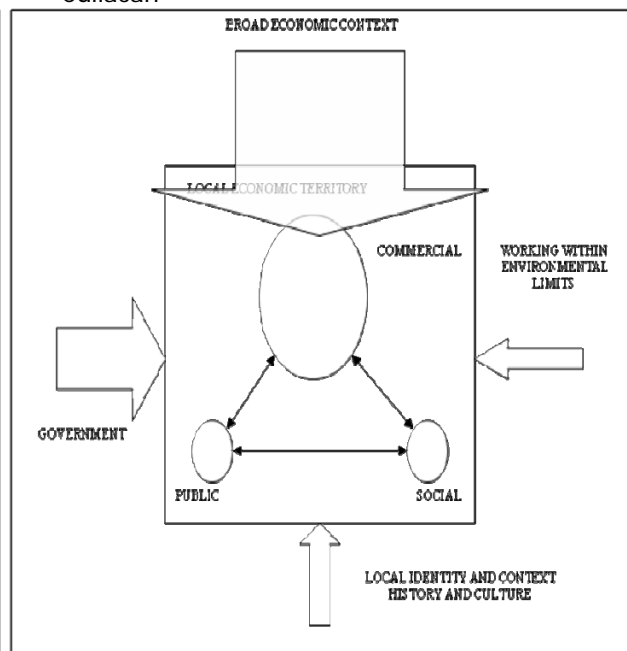 BROAD ECONOMIC CONTEXT
LOCAL ECONOMIC TERRITORY
COMMERCIAL
WORKING WITHIN
ENVIRONMENTAL
LIMITS
GOVERNMENT
PUBLIC
SOCIAL
LOCAL IDENTITY AND CONTEXT
HISTORY AND CULTURE